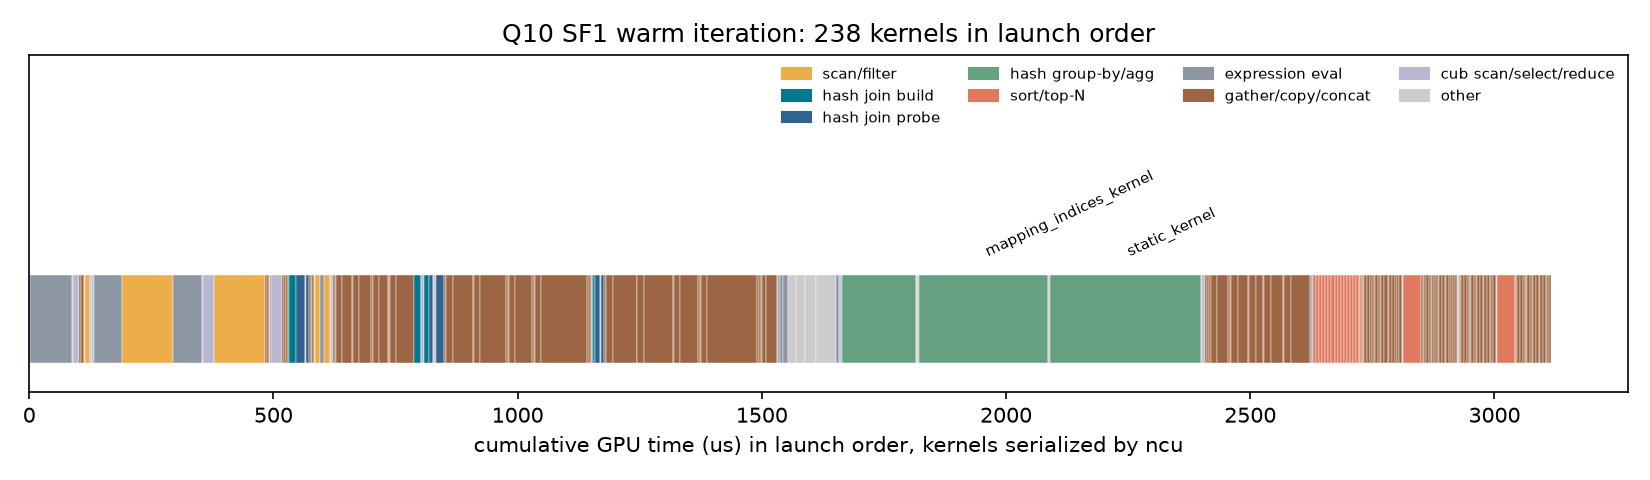 Q10 SF1 warm iteration: 238 kernels in launch order
scan/filter
hash join build
hash join probe
hash group-by/agg
sort/top-N
expression eval
gather/copy/concat
cub scan/select/reduce
other
mapping_indices_kernel
static_kernel
0 500 1000 1500 2000 2500 3000
cumulative GPU time (us) in launch order, kernels serialized by ncu